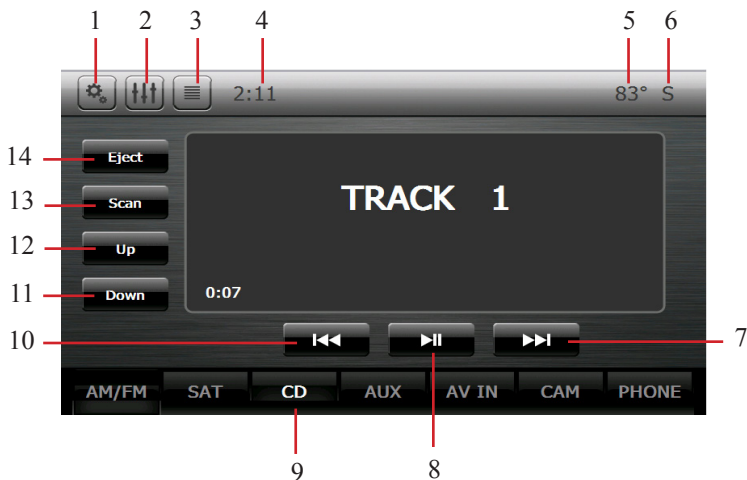 1 2 3 4 5 6
2:11 83° S
14 Eject
TRACK 1
13 Scan
12 Up
11 Down 0:07
10 7
AM/FM SAT CD AUX AV IN CAM PHONE
9 8